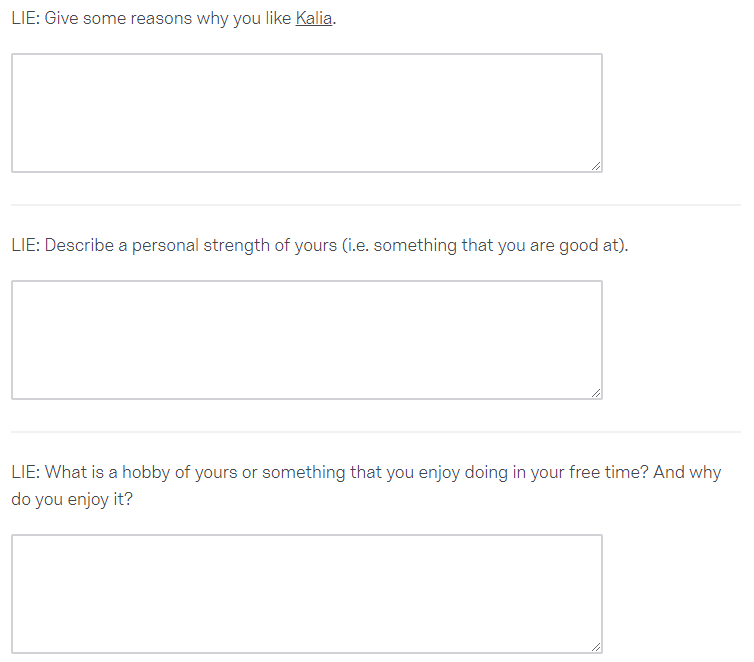 LIE: Give some reasons why you like Kalia.
LIE: Describe a personal strength of yours (i.e. something that you are good at).
LIE: What is a hobby of yours or something that you enjoy doing in your free time? And why
do you enjoy it?